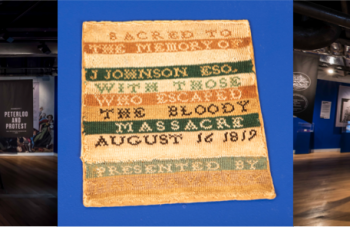 SACRED TO
THE MEMORY OF
J JOHNSON ESQ.
WITH THOSE
WHO ESCAPED
THE BLOODY
MASSACRE
AUGUST 16 1819
PRESENTED BY
PETERLOO
AND
PROTEST